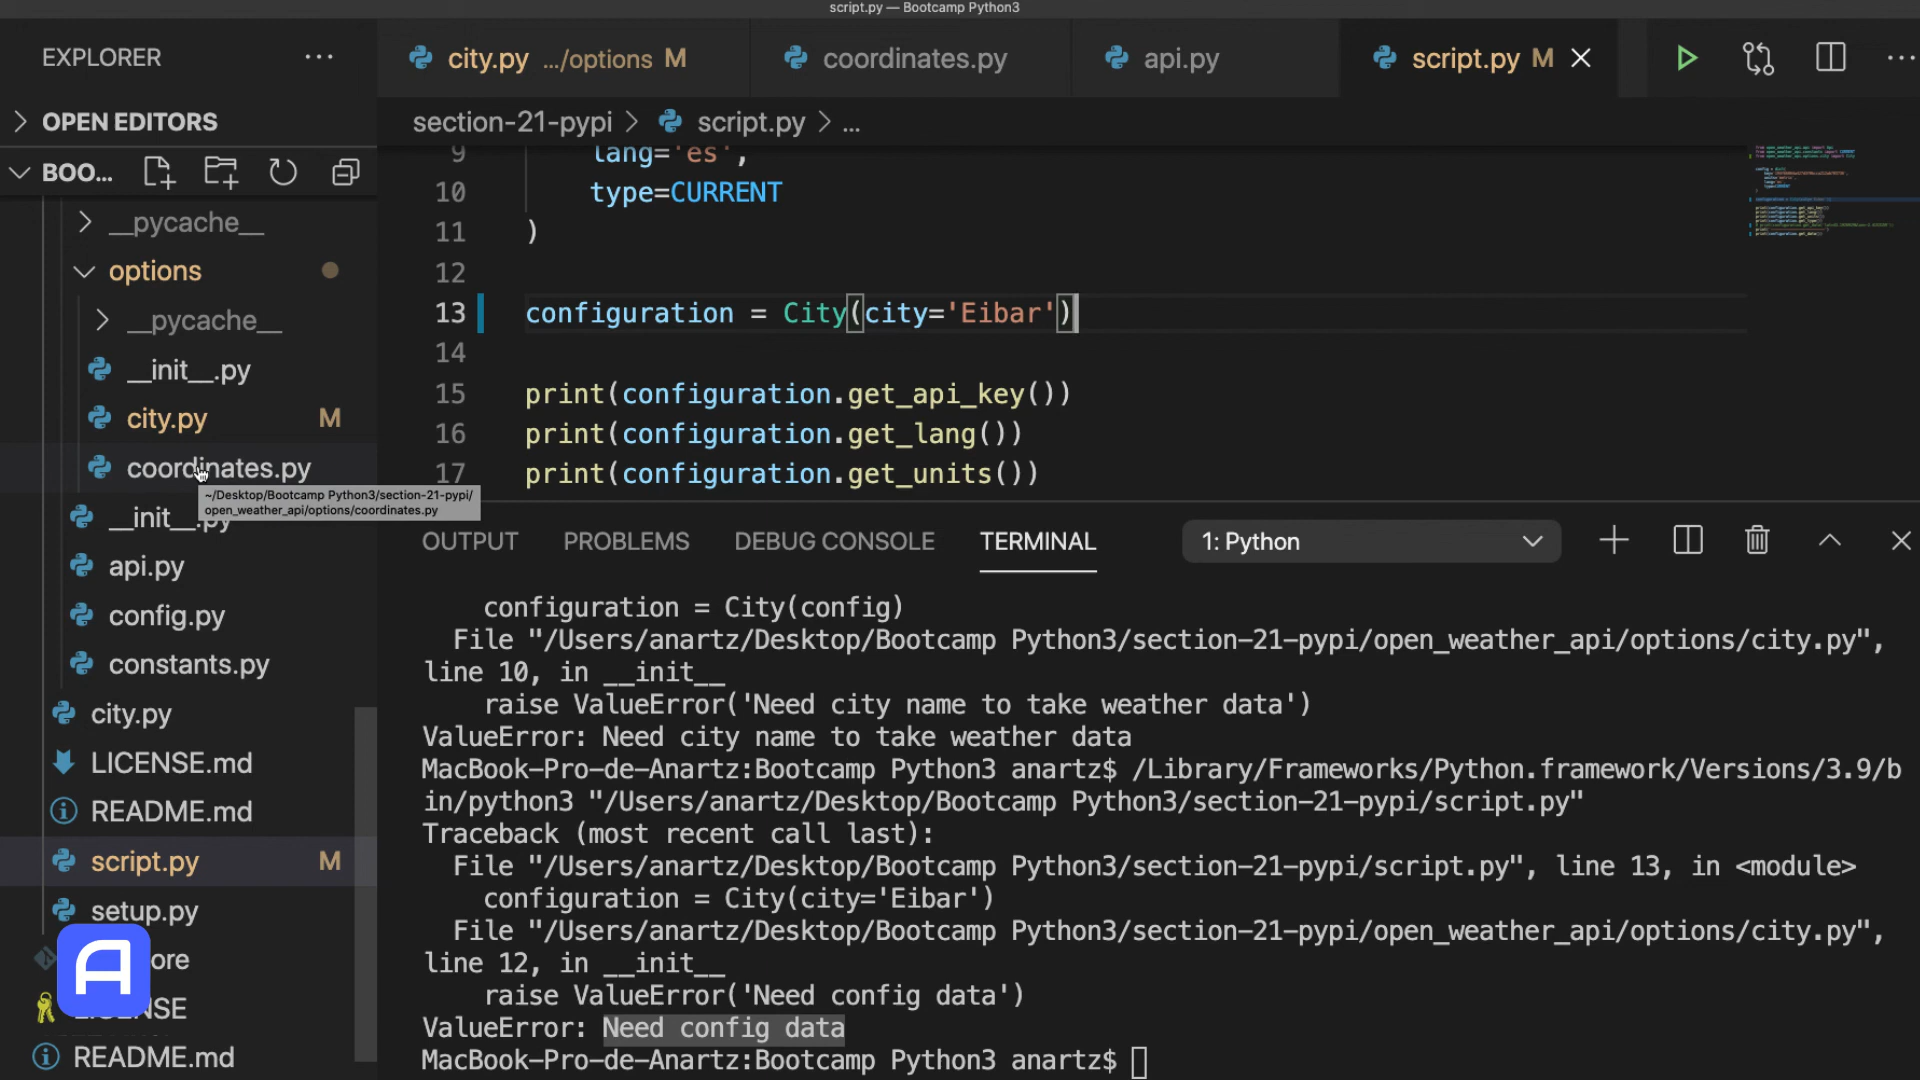 script.py — Bootcamp Python3
EXPLORER
OPEN EDITORS
BOO...
__pycache__
options
__pycache__
__init__.py
city.py M
coordinates.py
~/Desktop/Bootcamp Python3/section-21-pypi/
open_weather_api/options/coordinates.py
__init__.py
api.py
config.py
constants.py
city.py
LICENSE.md
README.md
script.py M
setup.py
ore
NSE
README.md
city.py .../options M
coordinates.py
api.py
script.py M
section-21-pypi > script.py > ...
9 lang='es',
10 type=CURRENT
11 )
12
13 configuration = City(city='Eibar')
14
15 print(configuration.get_api_key())
16 print(configuration.get_lang())
17 print(configuration.get_units())
OUTPUT PROBLEMS DEBUG CONSOLE TERMINAL 1: Python
configuration = City(config)
File "/Users/anartz/Desktop/Bootcamp Python3/section-21-pypi/open_weather_api/options/city.py",
line 10, in __init__
raise ValueError('Need city name to take weather data')
ValueError: Need city name to take weather data
MacBook-Pro-de-Anartz:Bootcamp Python3 anartz$ /Library/Frameworks/Python.framework/Versions/3.9/b
in/python3 "/Users/anartz/Desktop/Bootcamp Python3/section-21-pypi/script.py"
Traceback (most recent call last):
File "/Users/anartz/Desktop/Bootcamp Python3/section-21-pypi/script.py", line 13, in <module>
configuration = City(city='Eibar')
File "/Users/anartz/Desktop/Bootcamp Python3/section-21-pypi/open_weather_api/options/city.py",
line 12, in __init__
raise ValueError('Need config data')
ValueError: Need config data
MacBook-Pro-de-Anartz:Bootcamp Python3 anartz$